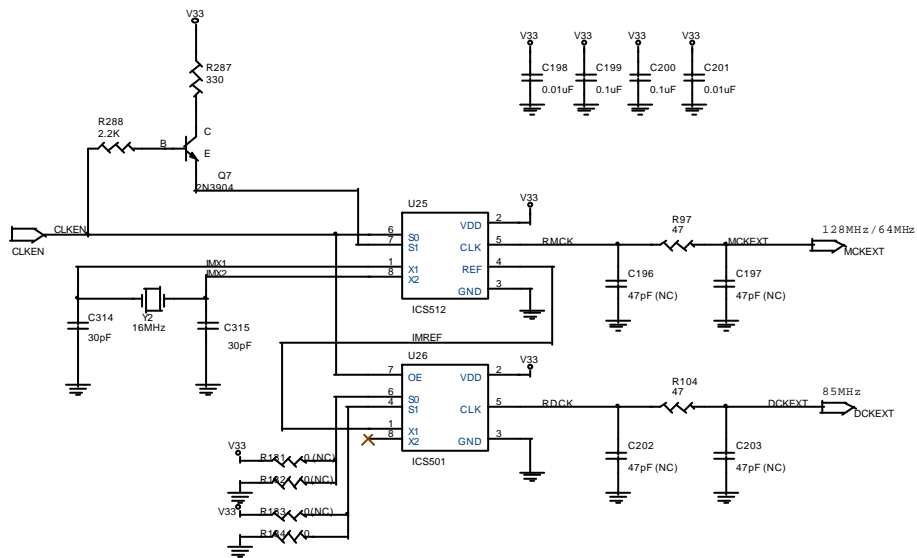 V33
R287
330
R288
2.2K
B
C
E
Q7
2N3904
V33
C198
0.01uF
V33
C199
0.1uF
V33
C200
0.1uF
V33
C201
0.01uF
CLKEN
CLKEN
U25
6 S0
7 S1
1 X1
8 X2
VDD 2
CLK 5
REF 4
GND 3
ICS512
V33
IMX1
IMX2
Y2
16MHz
C314
30pF
C315
30pF
RMCK
R97
47
MCKEXT
128MHz/64MHz
MCKEXT
C196
47pF (NC)
C197
47pF (NC)
IMREF
U26
7 OE
6 S0
4 S1
1 X1
8 X2
VDD 2
CLK 5
GND 3
ICS501
V33
RDCK
R104
47
DCKEXT
85MHz
DCKEXT
C202
47pF (NC)
C203
47pF (NC)
V33
R131 0(NC)
R132 0(NC)
V33
R133 0(NC)
R134 0